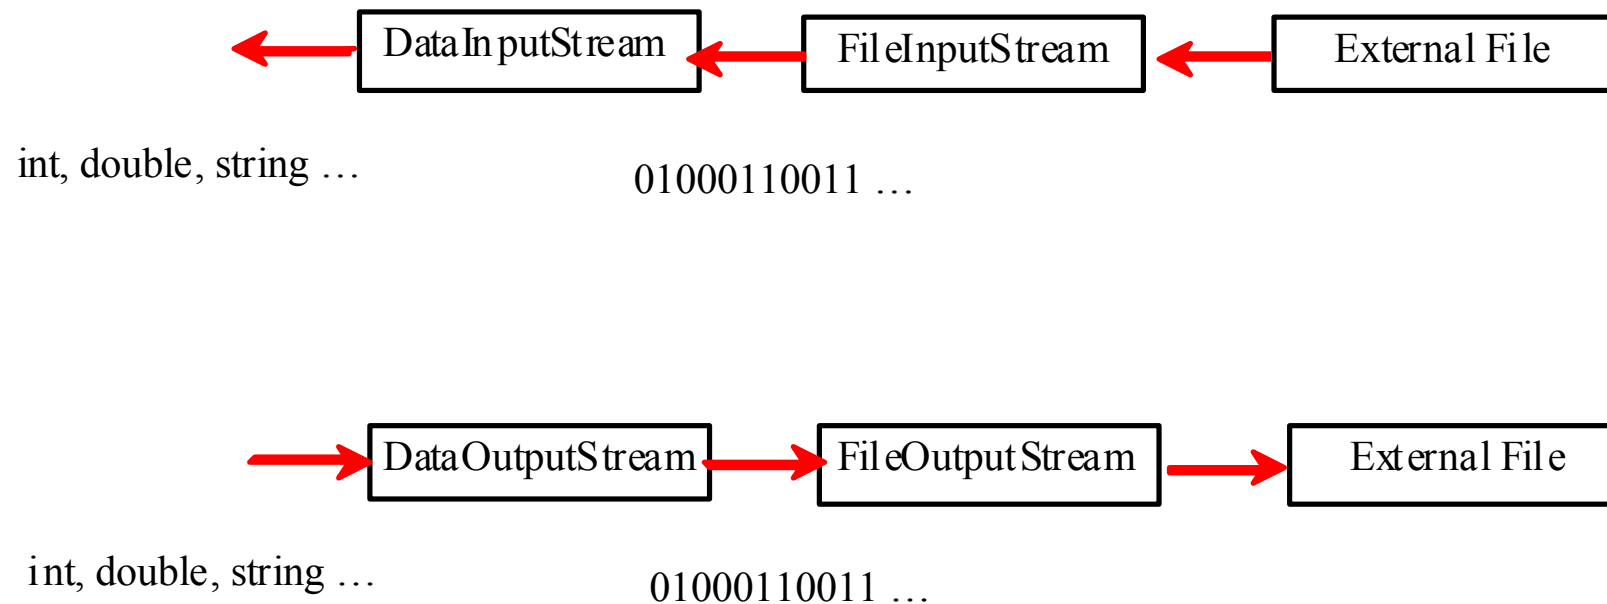 DataInputStream
FileInputStream
External File
int, double, string …
01000110011 …
DataOutputStream
FileOutputStream
External File
int, double, string …
01000110011 …